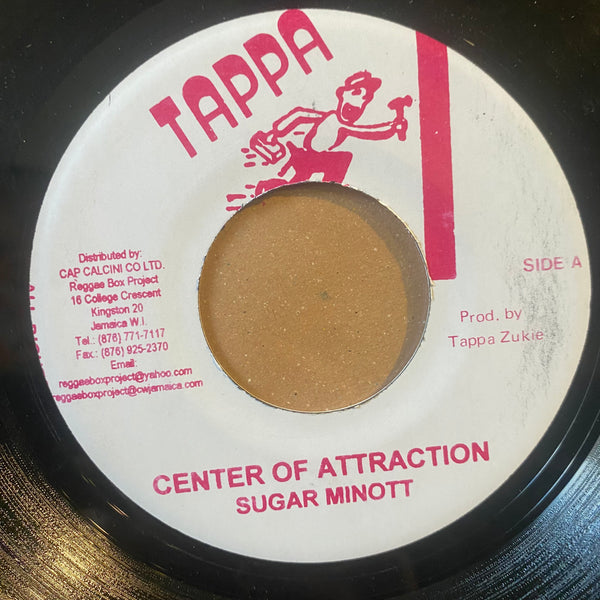 TAPPA
Distributed by:
CAP CALCINI CO LTD.
Reggae Box Project
16 College Crescent
Kingston 20
Jamaica W.I.
Tel.: (876) 771-7117
Fax.: (876) 925-2370
Email:
reggaeboxproject@yahoo.com
reggaeboxproject@cwjamaica.com
SIDE A
Prod. by
Tappa Zukie
CENTER OF ATTRACTION
SUGAR MINOTT